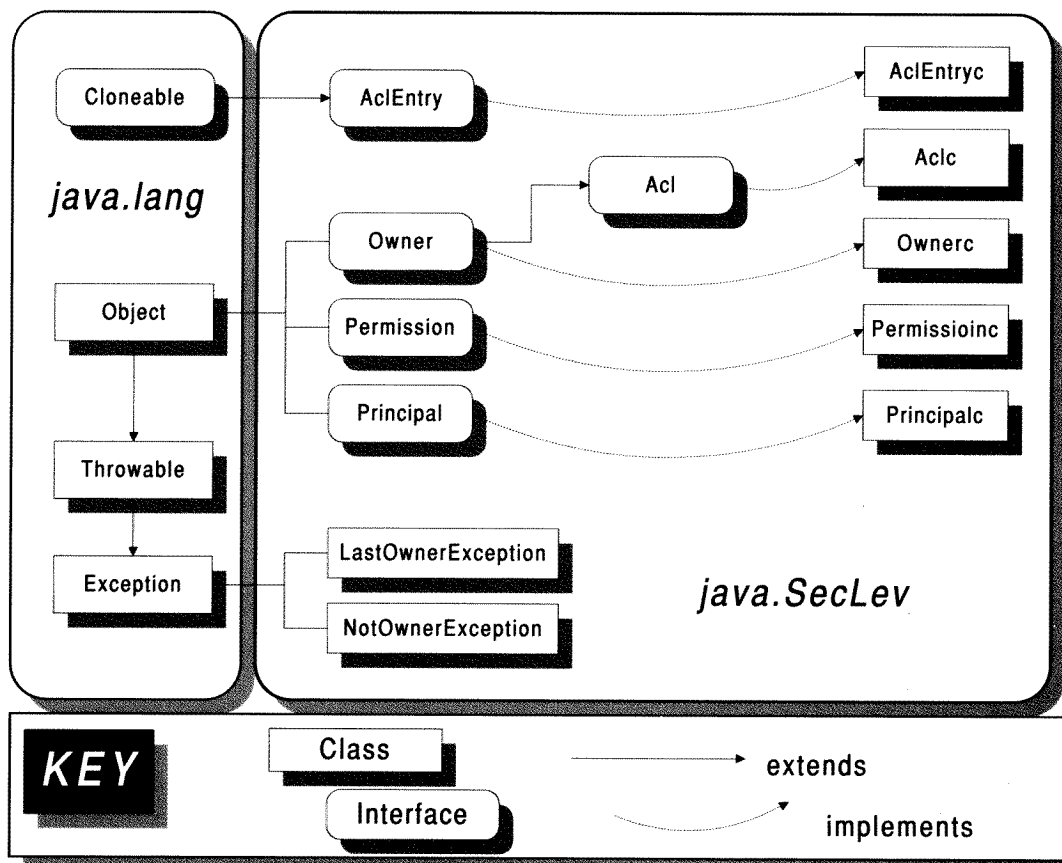 Cloneable
AclEntry
AclEntryc
java.lang
Acl
Aclc
Owner
Ownerc
Object
Permission
Permissioinc
Principal
Principalc
Throwable
LastOwnerException
Exception
java.SecLev
NotOwnerException
KEY
Class
extends
Interface
implements